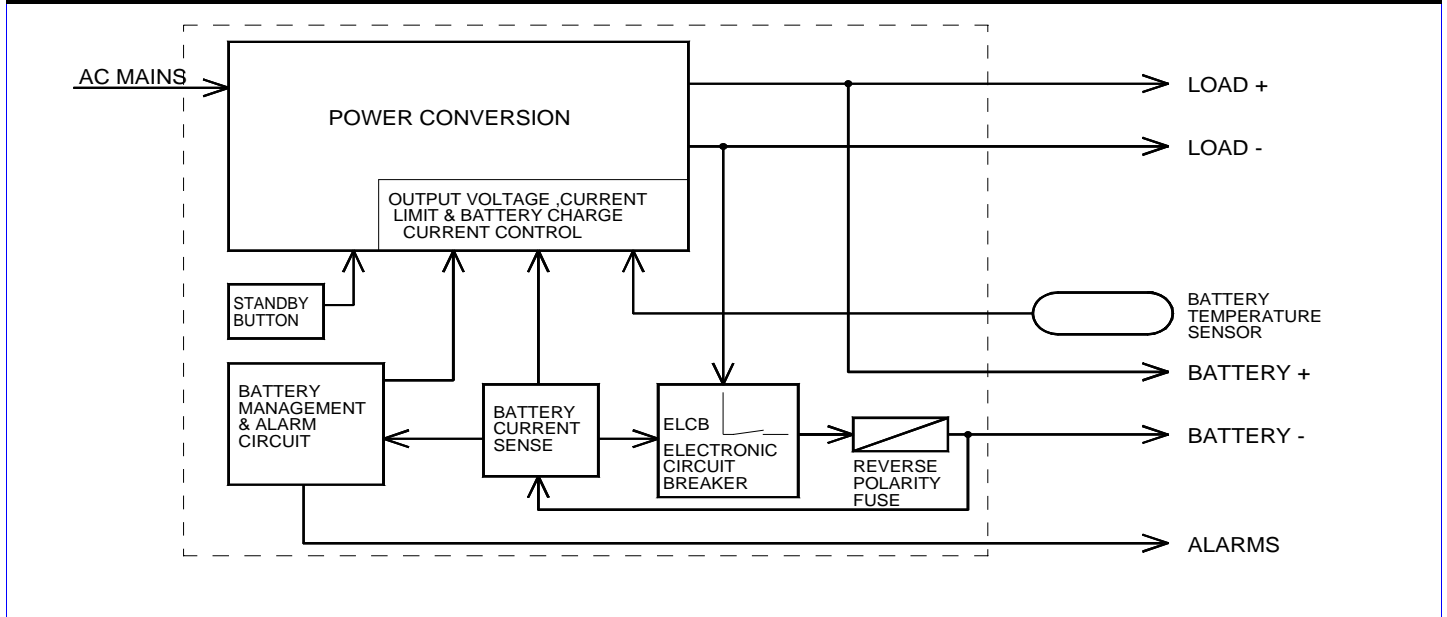 AC MAINS
POWER CONVERSION
OUTPUT VOLTAGE ,CURRENT
LIMIT & BATTERY CHARGE
CURRENT CONTROL
LOAD +
LOAD -
STANDBY
BUTTON
BATTERY
TEMPERATURE
SENSOR
BATTERY
MANAGEMENT
& ALARM
CIRCUIT
BATTERY
CURRENT
SENSE
ELCB
ELECTRONIC
CIRCUIT
BREAKER
REVERSE
POLARITY
FUSE
BATTERY +
BATTERY -
ALARMS